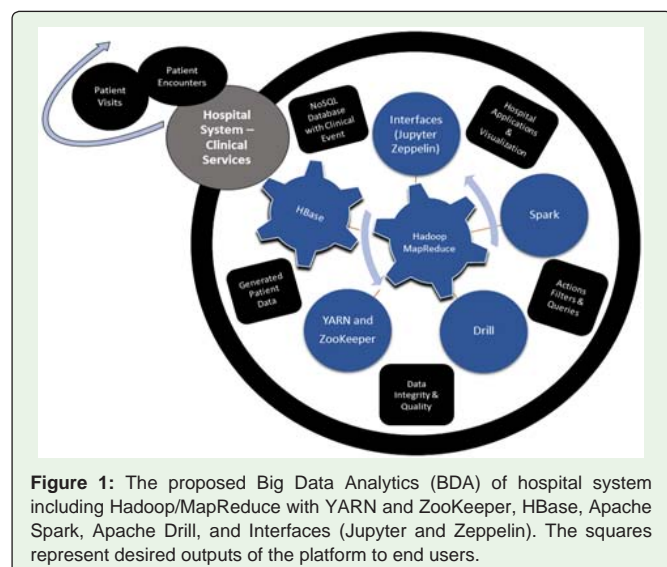 Patient
Visits
Patient
Encounters
Hospital
System –
Clinical
Services
NoSQL
Database
with Clinical
Event
Interfaces
(Jupyter
Zeppelin)
Hospital
Applications
&
Visualization
HBase
Hadoop
MapReduce
Spark
Generated
Patient
Data
YARN and
ZooKeeper
Drill
Actions
Filters &
Queries
Data
Integrity &
Quality
Figure 1: The proposed Big Data Analytics (BDA) of hospital system
including Hadoop/MapReduce with YARN and ZooKeeper, HBase, Apache
Spark, Apache Drill, and Interfaces (Jupyter and Zeppelin). The squares
represent desired outputs of the platform to end users.